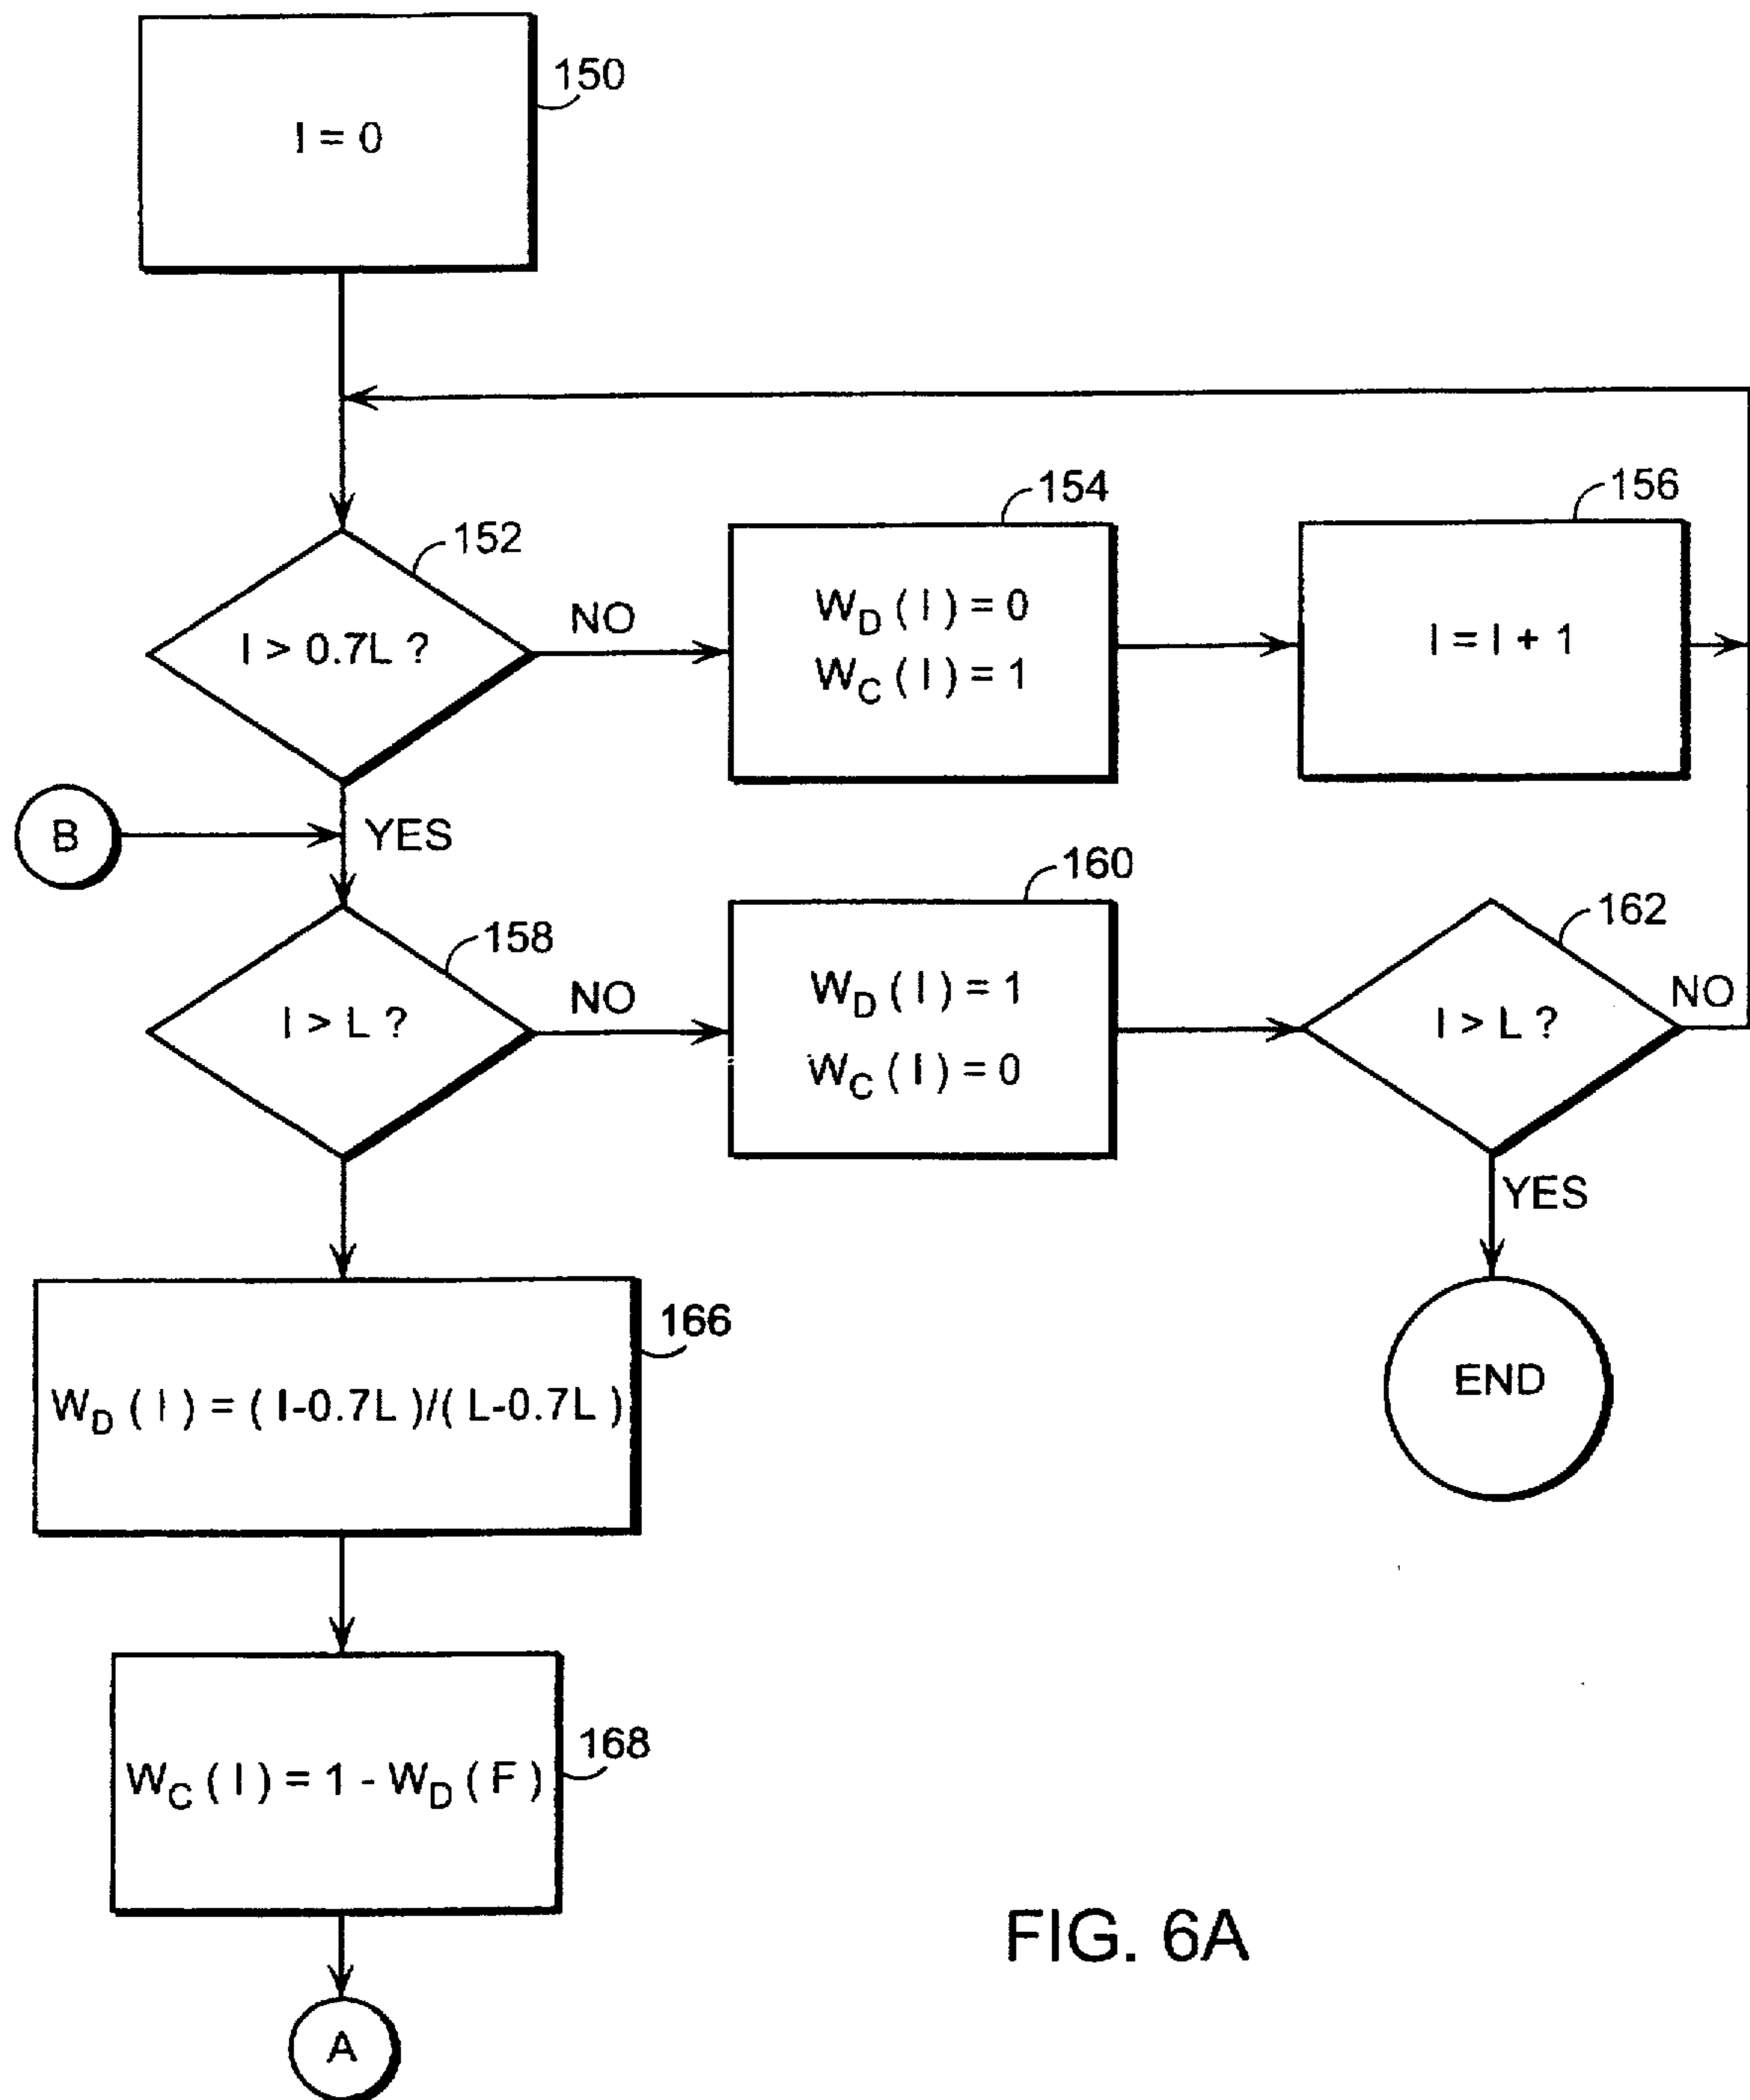 150
I = 0
152
I > 0.7L ?
NO
154
W_D ( I ) = 0
W_C ( I ) = 1
156
I = I + 1
B
YES
158
I > L ?
NO
160
W_D ( I ) = 1
W_C ( I ) = 0
162
I > L ?
NO
YES
END
166
W_D ( I ) = ( I-0.7L )/( L-0.7L )
168
W_C ( I ) = 1 - W_D ( F )
A
FIG. 6A